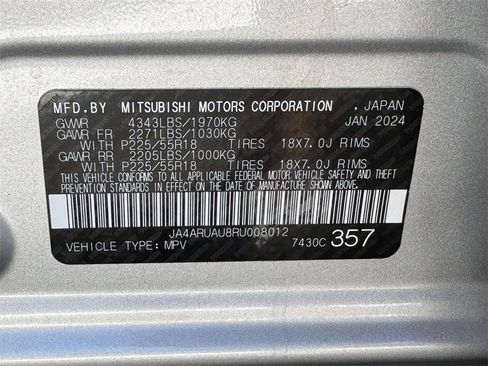 MFD.BY MITSUBISHI MOTORS CORPORATION . JAPAN
GVWR 4343LBS/1970KG JAN 2024
GAWR FR 2271LBS/1030KG
WITH P225/55R18 TIRES 18X7.0J RIMS
GAWR RR 2205LBS/1000KG
WITH P225/55R18 TIRES 18X7.0J RIMS
THIS VEHICLE CONFORMS TO ALL APPLICABLE FEDERAL MOTOR VEHICLE SAFETY AND
THEFT PREVENTION STANDARDS IN EFFECT ON THE DATE OF MANUFACTURE SHOWN ABOVE.
JA4ARUAU8RU008012
VEHICLE TYPE: MPV 7430C 357